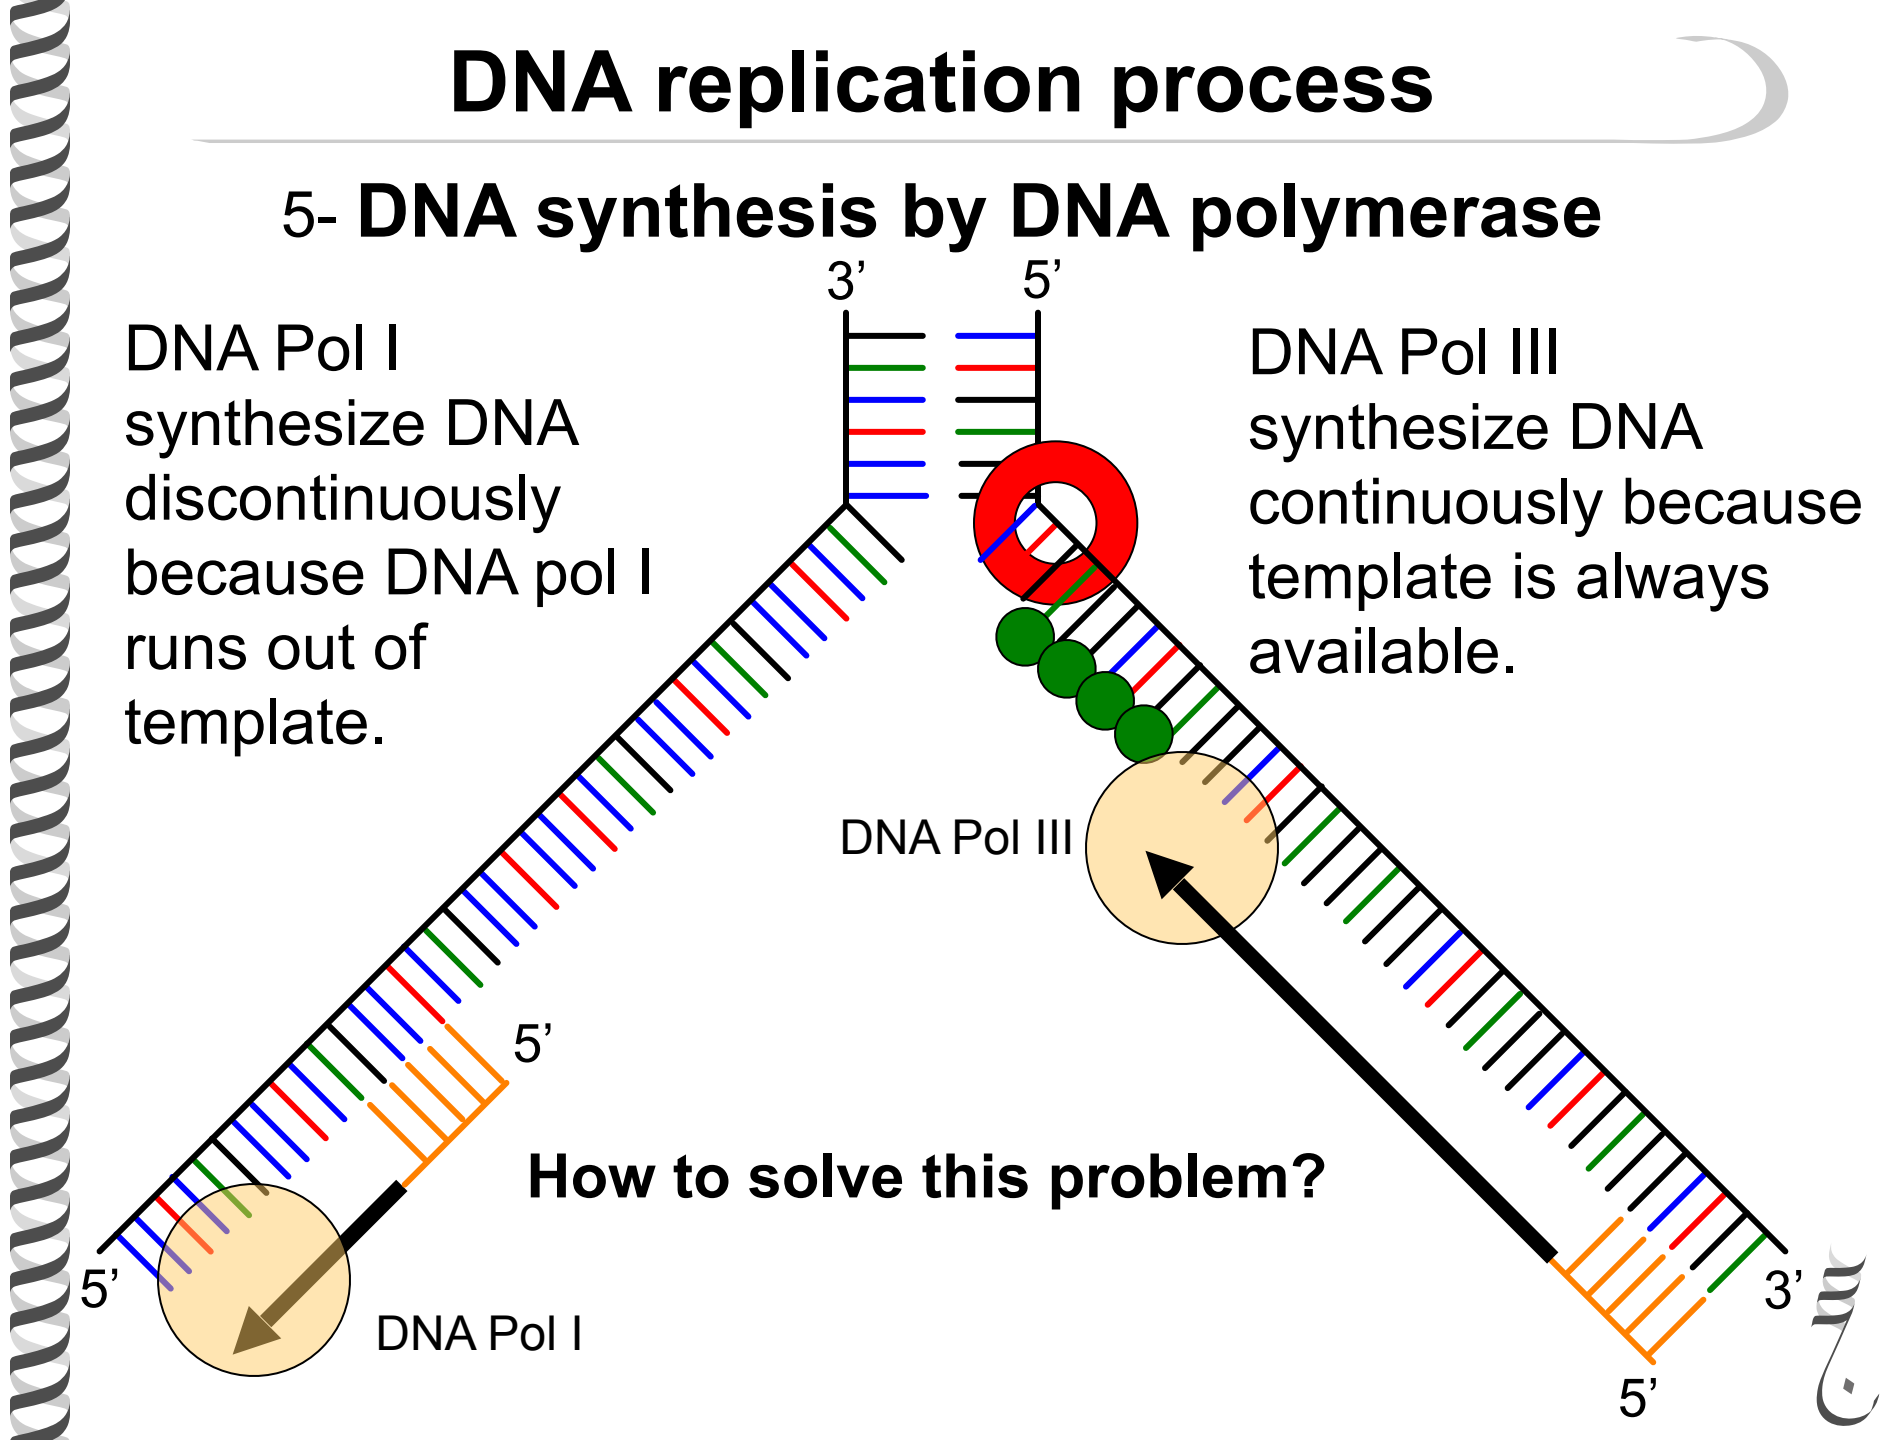 DNA replication process
5- DNA synthesis by DNA polymerase
3’
5’
DNA Pol I
synthesize DNA
discontinuously
because DNA pol I
runs out of
template.
DNA Pol III
synthesize DNA
continuously because
template is always
available.
DNA Pol III
5’
How to solve this problem?
5’
DNA Pol I
3’
5’